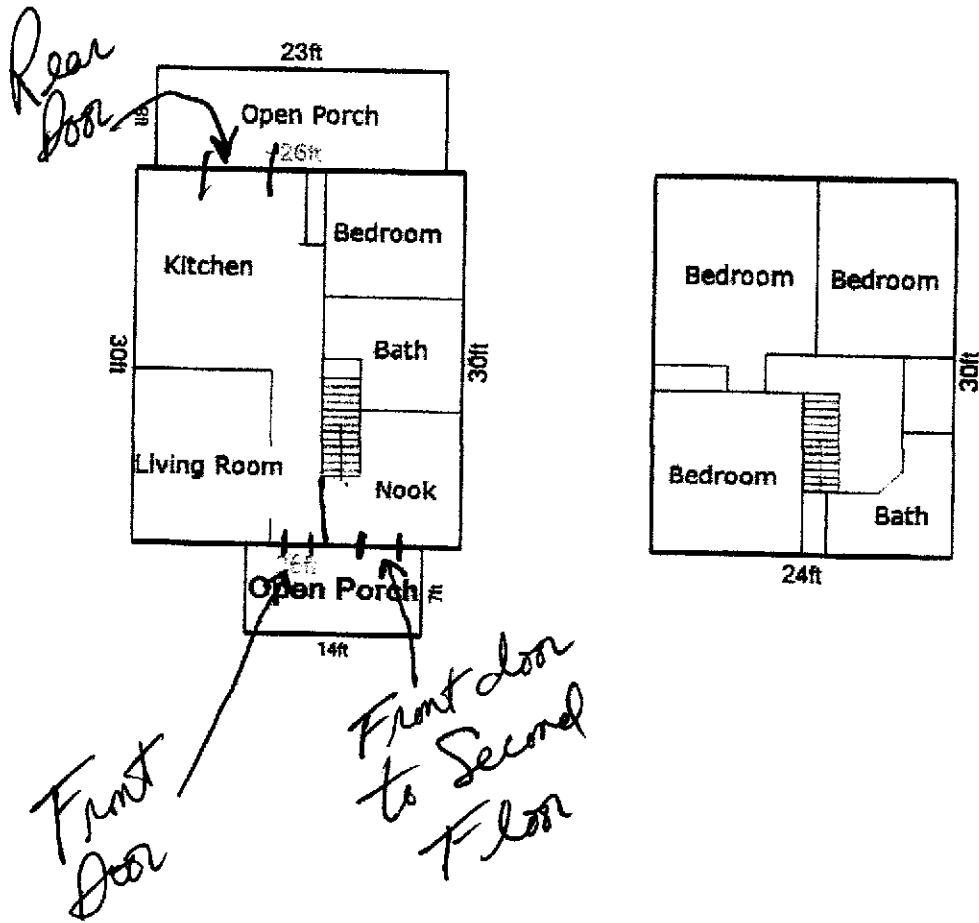 Rear
Door
23ft
8ft
Open Porch
26ft
Kitchen
Bedroom
Bath
30ft
30ft
Living Room
Nook
26ft
Open Porch
7ft
14ft
Front
Door
Front door
to Second
Floor
Bedroom
Bedroom
30ft
Bedroom
Bath
24ft